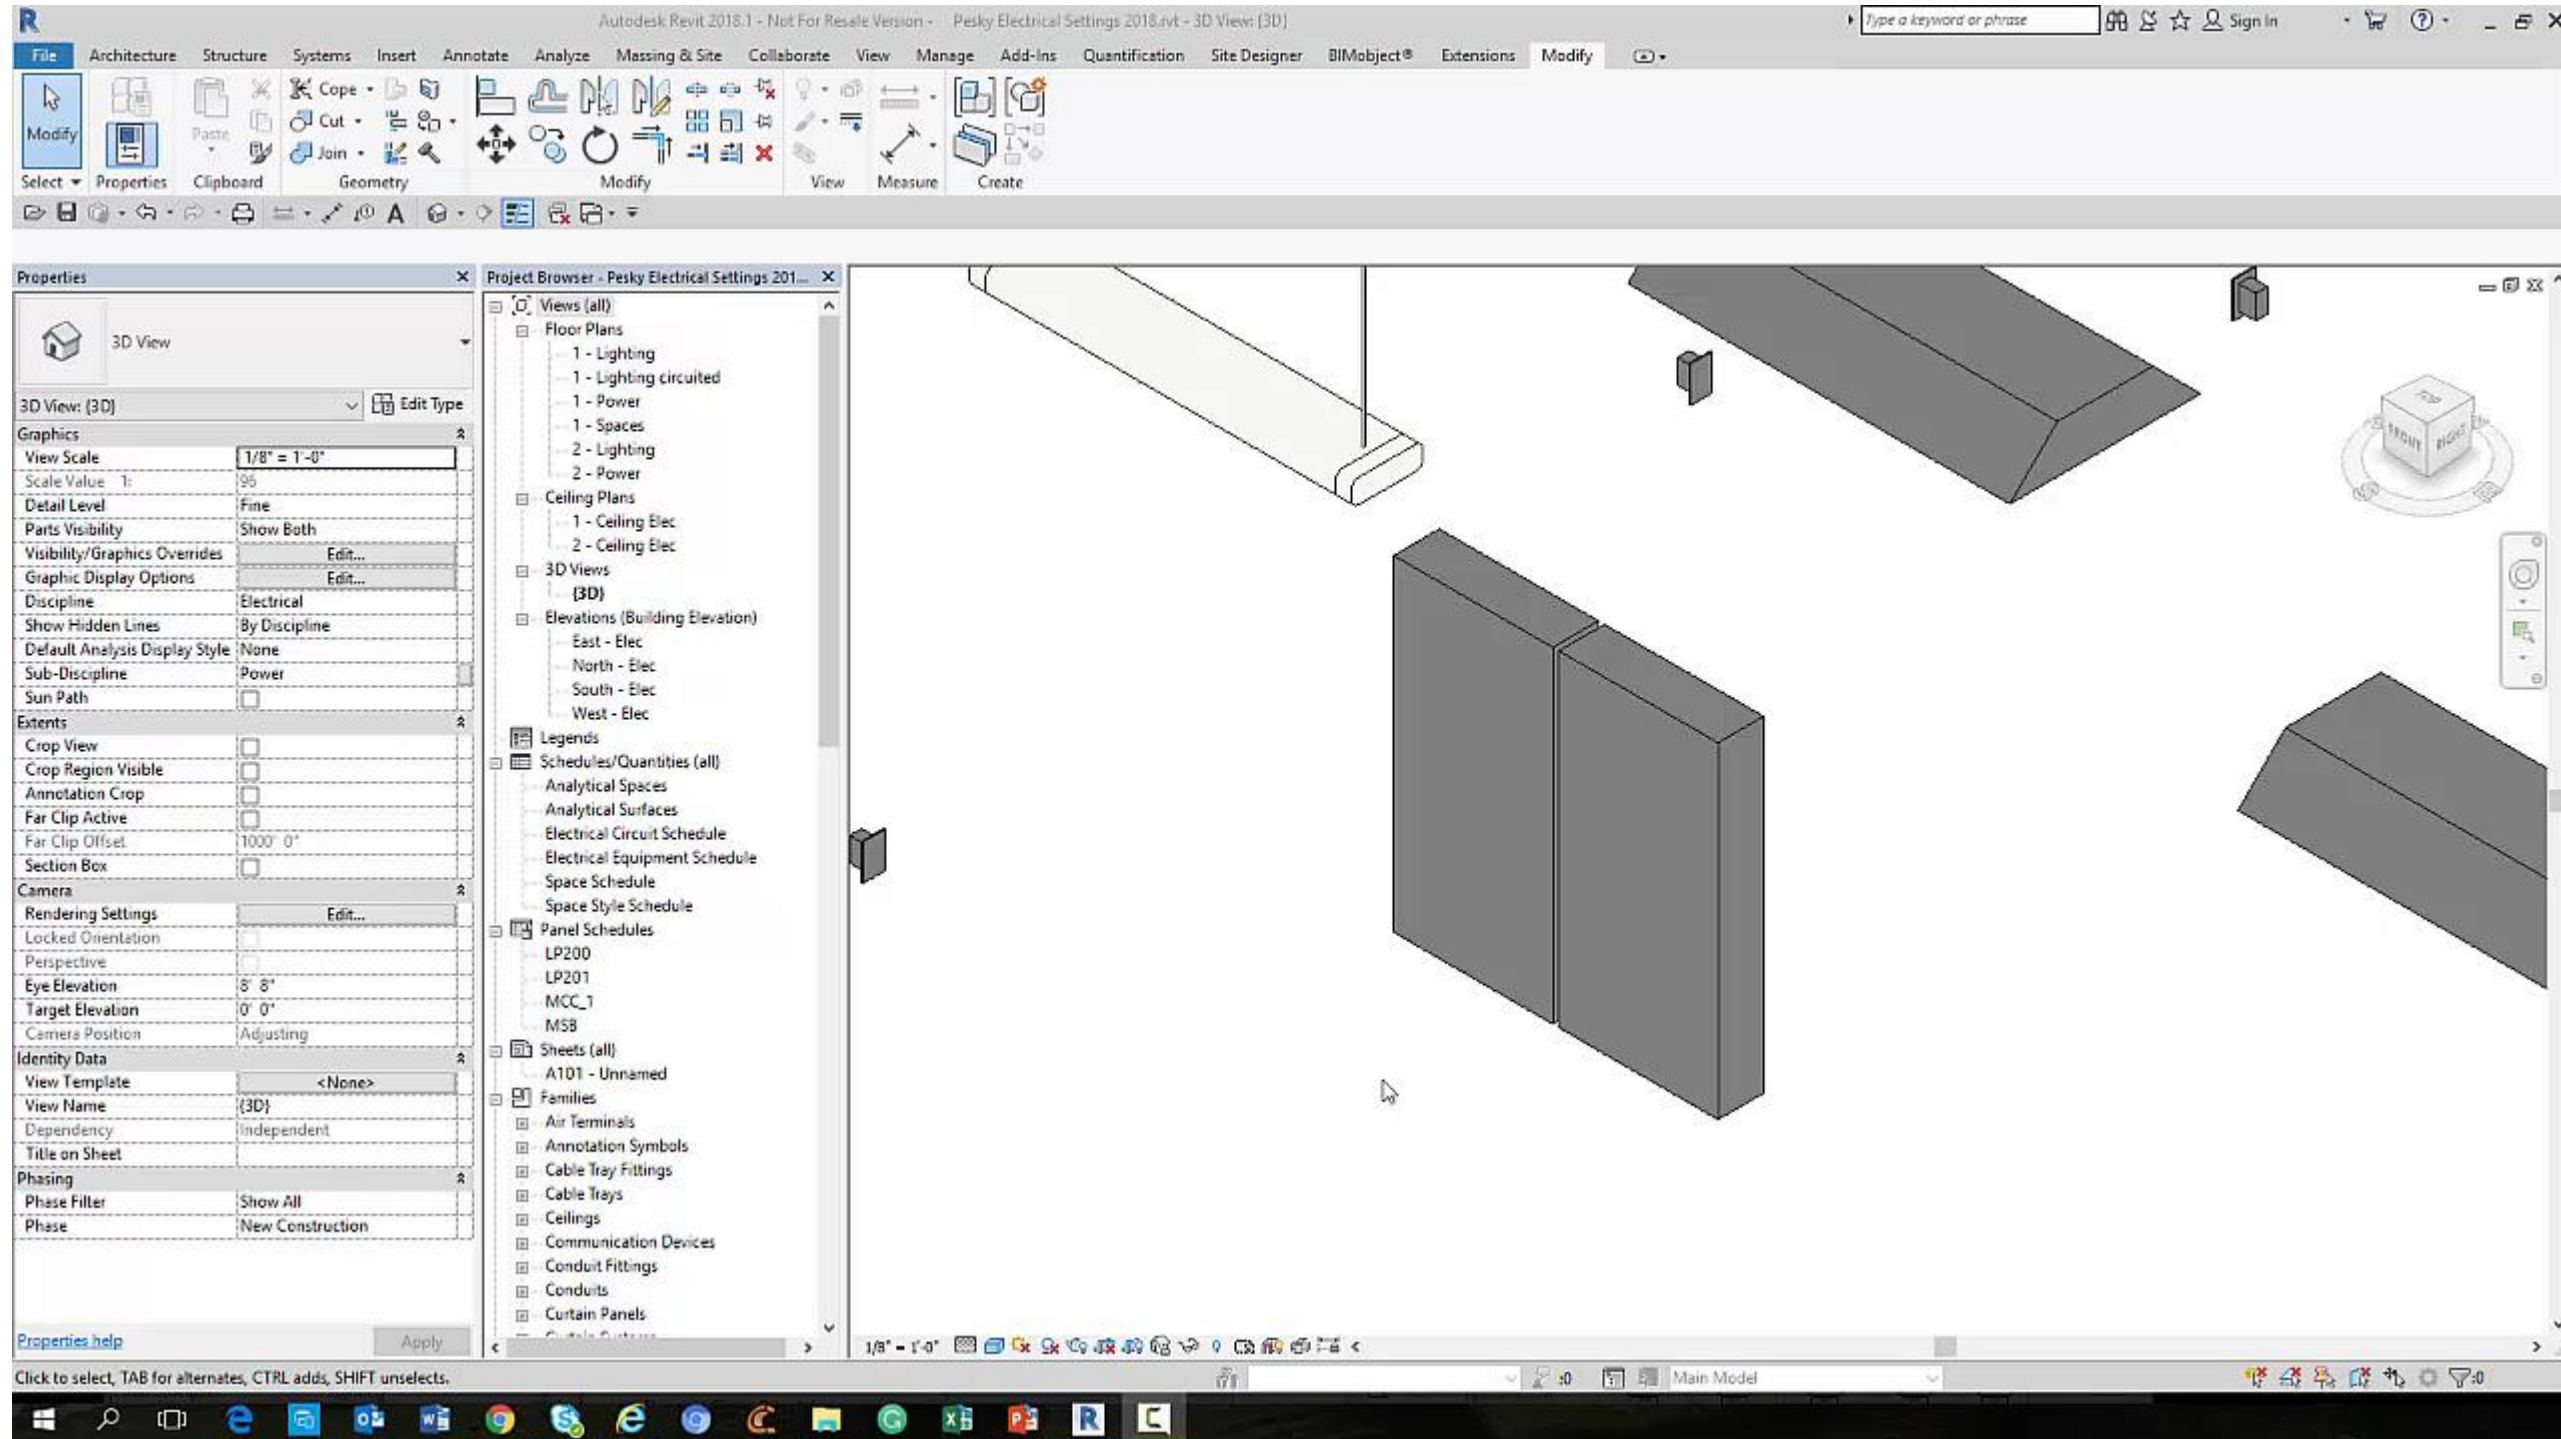 Autodesk Revit 2018.1 - Not For Resale Version - Pesky Electrical Settings 2018.rvt - 3D View: {3D}
Type a keyword or phrase
Sign In
File Architecture Structure Systems Insert Annotate Analyze Massing & Site Collaborate View Manage Add-Ins Quantification Site Designer BIMobject® Extensions Modify
Modify
Paste
Cope
Cut
Join
Select Properties Clipboard Geometry Modify View Measure Create
Properties
3D View
3D View: {3D} Edit Type
Graphics
View Scale 1/8" = 1'-0"
Scale Value 1: 96
Detail Level Fine
Parts Visibility Show Both
Visibility/Graphics Overrides Edit...
Graphic Display Options Edit...
Discipline Electrical
Show Hidden Lines By Discipline
Default Analysis Display Style None
Sub-Discipline Power
Sun Path
Extents
Crop View
Crop Region Visible
Annotation Crop
Far Clip Active
Far Clip Offset 1000' 0"
Section Box
Camera
Rendering Settings Edit...
Locked Orientation
Perspective
Eye Elevation 8' 8"
Target Elevation 0' 0"
Camera Position Adjusting
Identity Data
View Template <None>
View Name {3D}
Dependency Independent
Title on Sheet
Phasing
Phase Filter Show All
Phase New Construction
Properties help Apply
Project Browser - Pesky Electrical Settings 201...
Views (all)
Floor Plans
1 - Lighting
1 - Lighting circuited
1 - Power
1 - Spaces
2 - Lighting
2 - Power
Ceiling Plans
1 - Ceiling Elec
2 - Ceiling Elec
3D Views
{3D}
Elevations (Building Elevation)
East - Elec
North - Elec
South - Elec
West - Elec
Legends
Schedules/Quantities (all)
Analytical Spaces
Analytical Surfaces
Electrical Circuit Schedule
Electrical Equipment Schedule
Space Schedule
Space Style Schedule
Panel Schedules
LP200
LP201
MCC_1
MSB
Sheets (all)
A101 - Unnamed
Families
Air Terminals
Annotation Symbols
Cable Tray Fittings
Cable Trays
Ceilings
Communication Devices
Conduit Fittings
Conduits
Curtain Panels
TOP
FRONT RIGHT
1/8" = 1'-0"
Click to select, TAB for alternates, CTRL adds, SHIFT unselects.
:0
Main Model
:0